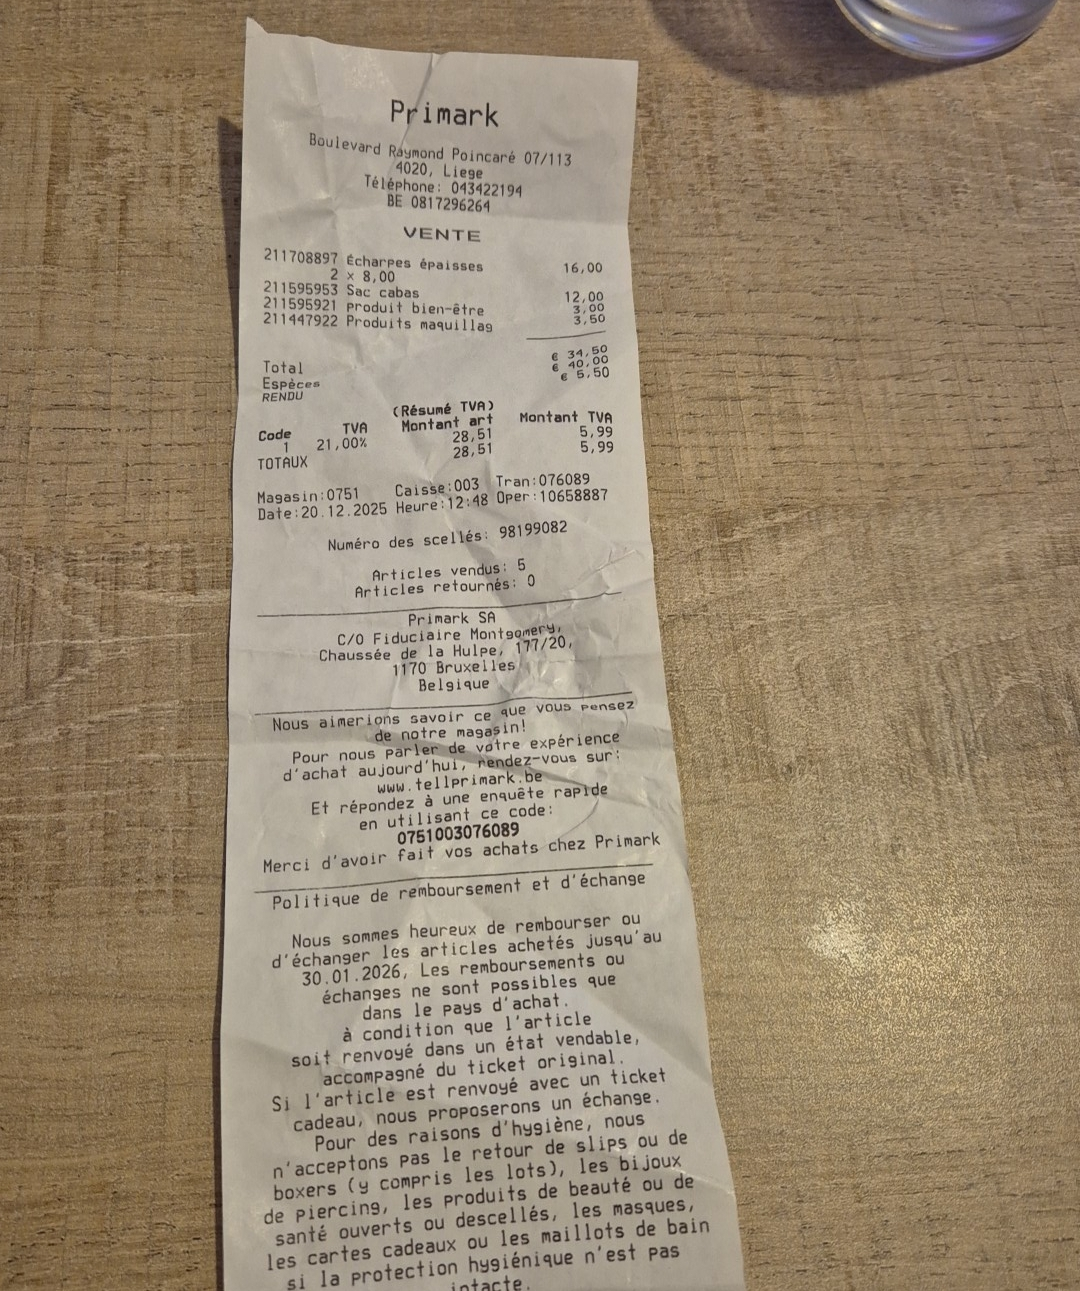 Primark
Boulevard Raymond Poincaré 07/113
4020, Liege
Téléphone: 043422194
BE 0817296264
VENTE
211708897 Écharpes épaisses 16,00
2 x 8,00
211595953 Sac cabas 12,00
211595921 produit bien-être 3,00
211447922 Produits maquillag 3,50
Total € 34,50
Espèces € 40,00
RENDU € 5,50
(Résumé TVA)
Code TVA Montant art Montant TVA
1 21,00% 28,51 5,99
TOTAUX 28,51 5,99
Magasin:0751 Caisse:003 Tran:076089
Date:20.12.2025 Heure:12:48 Oper:10658887
Numéro des scellés: 98199082
Articles vendus: 5
Articles retournés: 0
Primark SA
C/O Fiduciaire Montgomery,
Chaussée de la Hulpe, 177/20,
1170 Bruxelles
Belgique
Nous aimerions savoir ce que vous pensez
de notre magasin!
Pour nous parler de votre expérience
d'achat aujourd'hui, rendez-vous sur:
www.tellprimark.be
Et répondez à une enquête rapide
en utilisant ce code:
0751003076089
Merci d'avoir fait vos achats chez Primark
Politique de remboursement et d'échange
Nous sommes heureux de rembourser ou
d'échanger les articles achetés jusqu'au
30.01.2026, Les remboursements ou
échanges ne sont possibles que
dans le pays d'achat.
à condition que l'article
soit renvoyé dans un état vendable,
accompagné du ticket original.
Si l'article est renvoyé avec un ticket
cadeau, nous proposerons un échange.
Pour des raisons d'hygiène, nous
n'acceptons pas le retour de slips ou de
boxers (y compris les lots), les bijoux
de piercing, les produits de beauté ou de
santé ouverts ou descellés, les masques,
les cartes cadeaux ou les maillots de bain
si la protection hygiénique n'est pas
intacte.